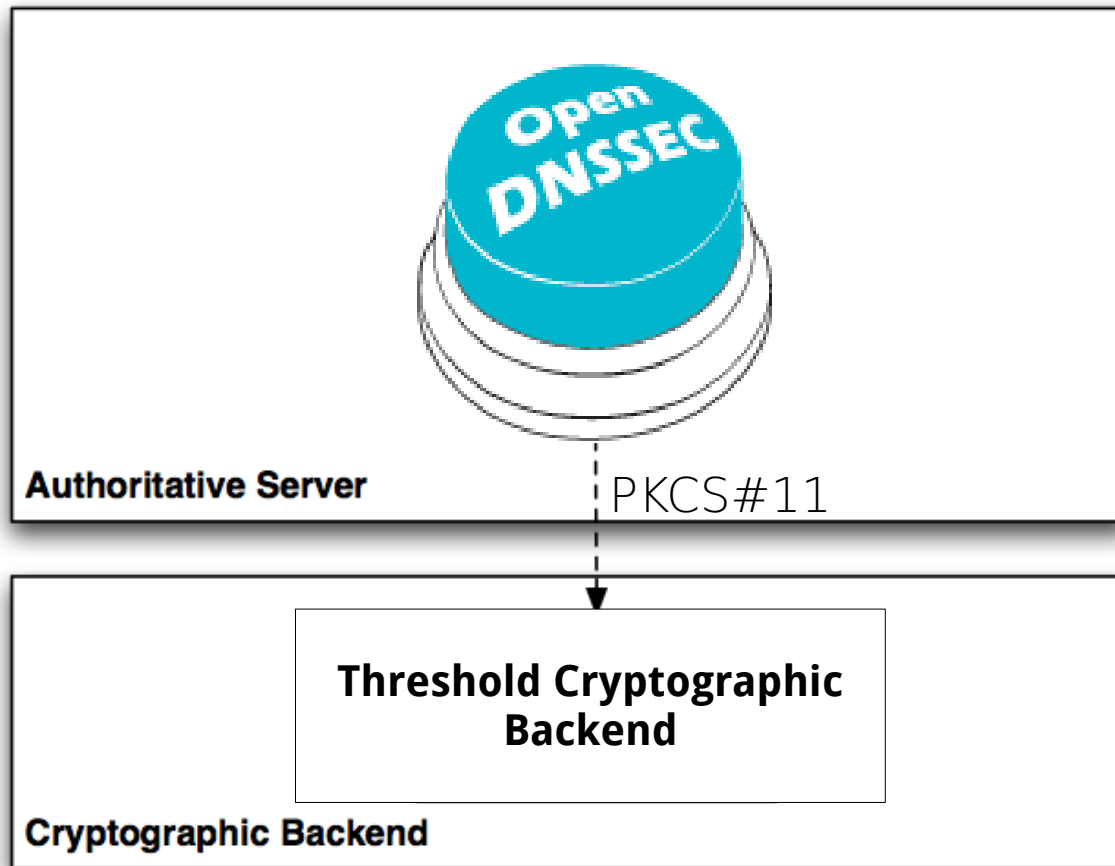 Open
DNSSEC
Authoritative Server
PKCS#11
Threshold Cryptographic
Backend
Cryptographic Backend